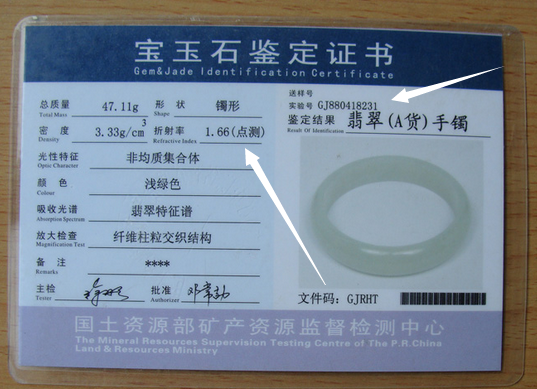 宝玉石鉴定证书
Gem&Jade Identification Certificate
总质量 Total Mass 47.11g 形状 Shape 镯形
密度 Density 3.33g/cm3 折射率 Refractive Index 1.66(点测)
光性特征 Optic Character 非均质集合体
颜色 Colour 浅绿色
吸收光谱 Absorption Spectrum 翡翠特征谱
放大检查 Magnification Test 纤维柱粒交织结构
备注 Remarks ****
主检 Tester 批准 Authorizer
送样号
实验号 GJ880418231
鉴定结果 Result Of Identification 翡翠(A货)手镯
文件码: GJRHT
国土资源部矿产资源监督检测中心
The Mineral Resources Supervision Testing Centre of The P.R.China
Land & Resources Ministry